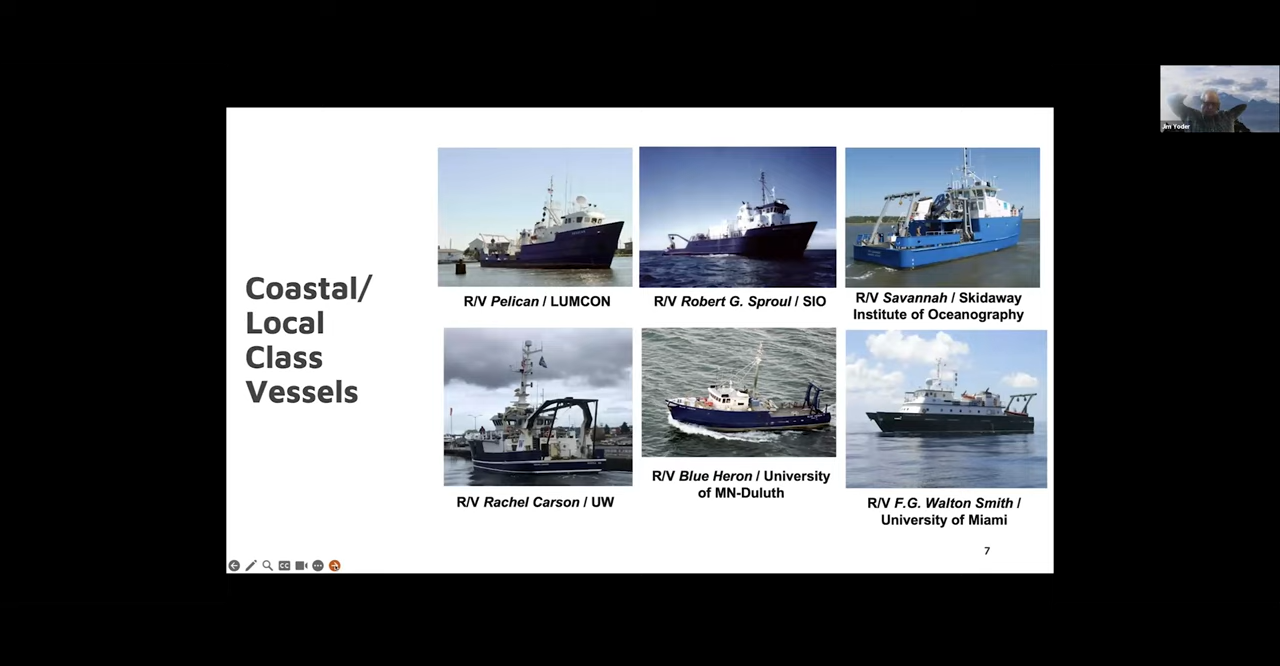 Jim Yoder
Coastal/
Local
Class
Vessels
R/V Pelican / LUMCON
R/V Robert G. Sproul / SIO
R/V Savannah / Skidaway
Institute of Oceanography
R/V Rachel Carson / UW
R/V Blue Heron / University
of MN-Duluth
R/V F.G. Walton Smith /
University of Miami
7
CC